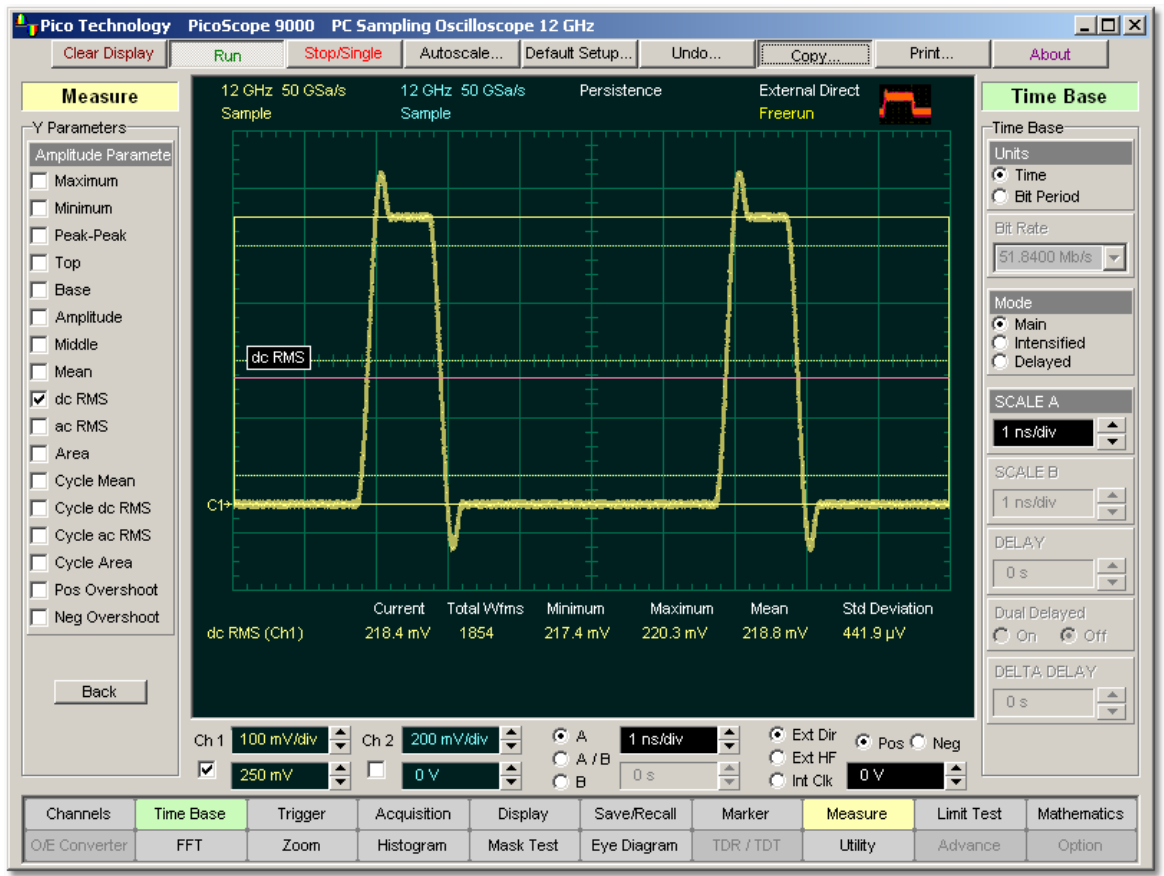 Pico Technology PicoScope 9000 PC Sampling Oscilloscope 12 GHz
Clear Display Run Stop/Single Autoscale... Default Setup... Undo... Copy... Print... About
Measure
Y Parameters
Amplitude Paramete
Maximum
Minimum
Peak-Peak
Top
Base
Amplitude
Middle
Mean
dc RMS
ac RMS
Area
Cycle Mean
Cycle dc RMS
Cycle ac RMS
Cycle Area
Pos Overshoot
Neg Overshoot
Back
12 GHz 50 GSa/s 12 GHz 50 GSa/s Persistence External Direct
Sample Sample Freerun
dc RMS
C1
Current Total Wfms Minimum Maximum Mean Std Deviation
dc RMS (Ch1) 218.4 mV 1854 217.4 mV 220.3 mV 218.8 mV 441.9 µV
Time Base
Time Base
Units
Time
Bit Period
Bit Rate
51.8400 Mb/s
Mode
Main
Intensified
Delayed
SCALE A
1 ns/div
SCALE B
1 ns/div
DELAY
0 s
Dual Delayed
On Off
DELTA DELAY
0 s
Ch 1 100 mV/div Ch 2 200 mV/div A 1 ns/div Ext Dir Pos Neg
A / B Ext HF
250 mV 0 V B 0 s Int Clk 0 V
Channels Time Base Trigger Acquisition Display Save/Recall Marker Measure Limit Test Mathematics
O/E Converter FFT Zoom Histogram Mask Test Eye Diagram TDR / TDT Utility Advance Option